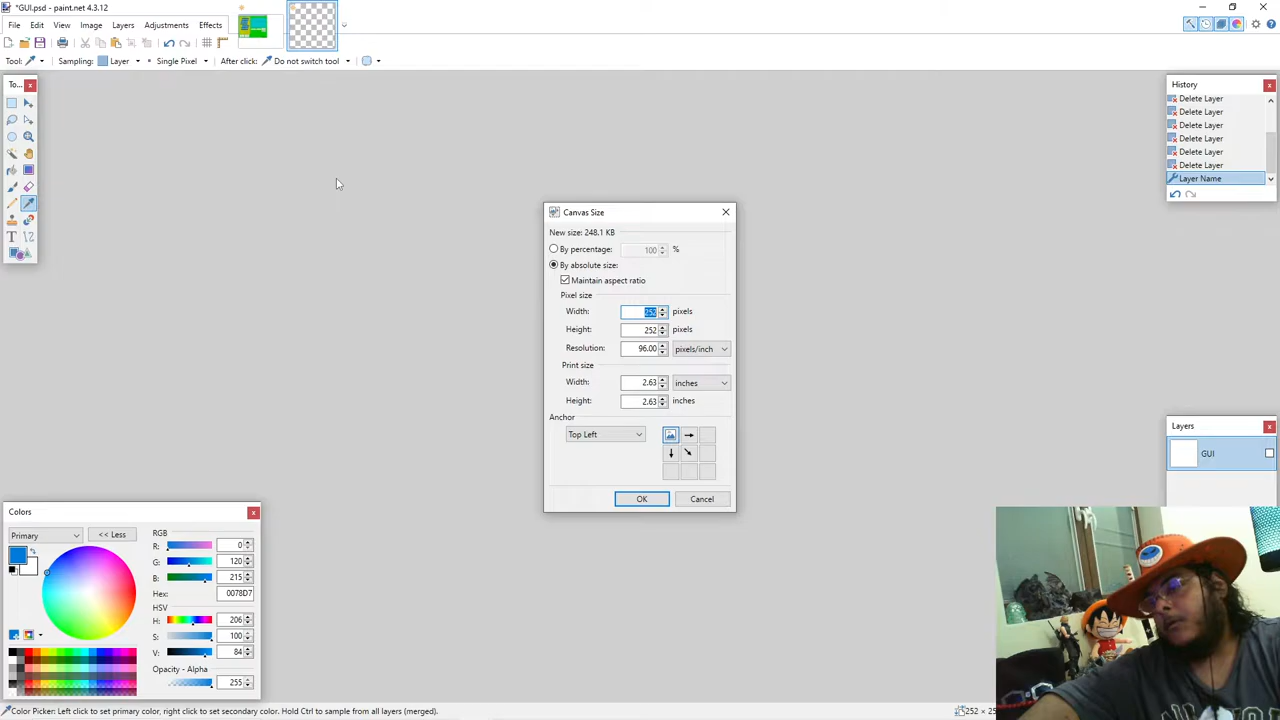 *GUI.psd - paint.net 4.3.12
File Edit View Image Layers Adjustments Effects
Tool: Sampling: Layer Single Pixel After click: Do not switch tool
To...
History
Delete Layer
Delete Layer
Delete Layer
Delete Layer
Delete Layer
Delete Layer
Layer Name
Canvas Size
New size: 248.1 KB
By percentage: 100 %
By absolute size:
Maintain aspect ratio
Pixel size
Width: 252 pixels
Height: 252 pixels
Resolution: 96.00 pixels/inch
Print size
Width: 2.63 inches
Height: 2.63 inches
Anchor
Top Left
OK Cancel
Layers
GUI
Colors
Primary << Less
RGB
R: 0
G: 120
B: 215
Hex: 0078D7
HSV
H: 206
S: 100
V: 84
Opacity - Alpha
255
Color Picker: Left click to set primary color, right click to set secondary color. Hold Ctrl to sample from all layers (merged).
252 ×